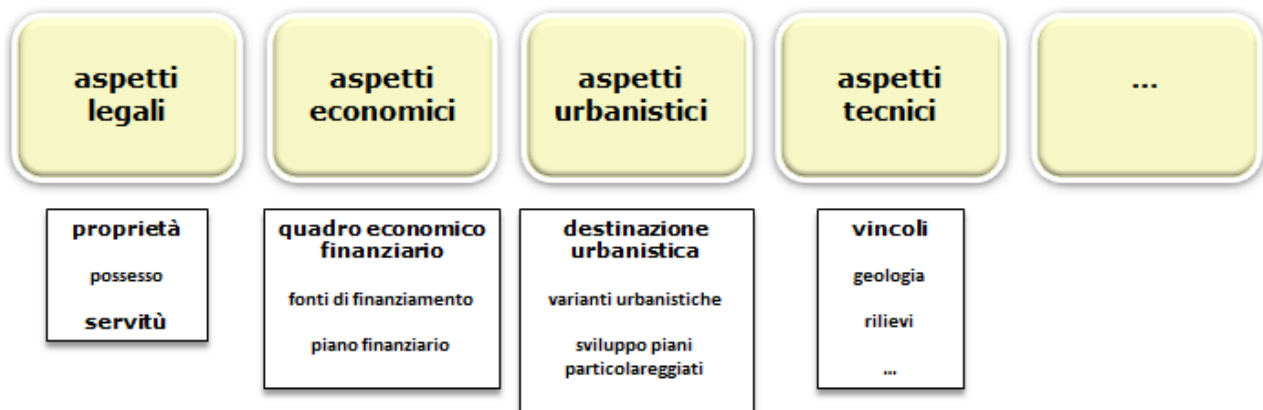 aspetti
legali
aspetti
economici
aspetti
urbanistici
aspetti
tecnici
...
proprietà
possesso
servitù
quadro economico
finanziario
fonti di finanziamento
piano finanziario
destinazione
urbanistica
varianti urbanistiche
sviluppo piani
particolareggiati
vincoli
geologia
rilievi
...